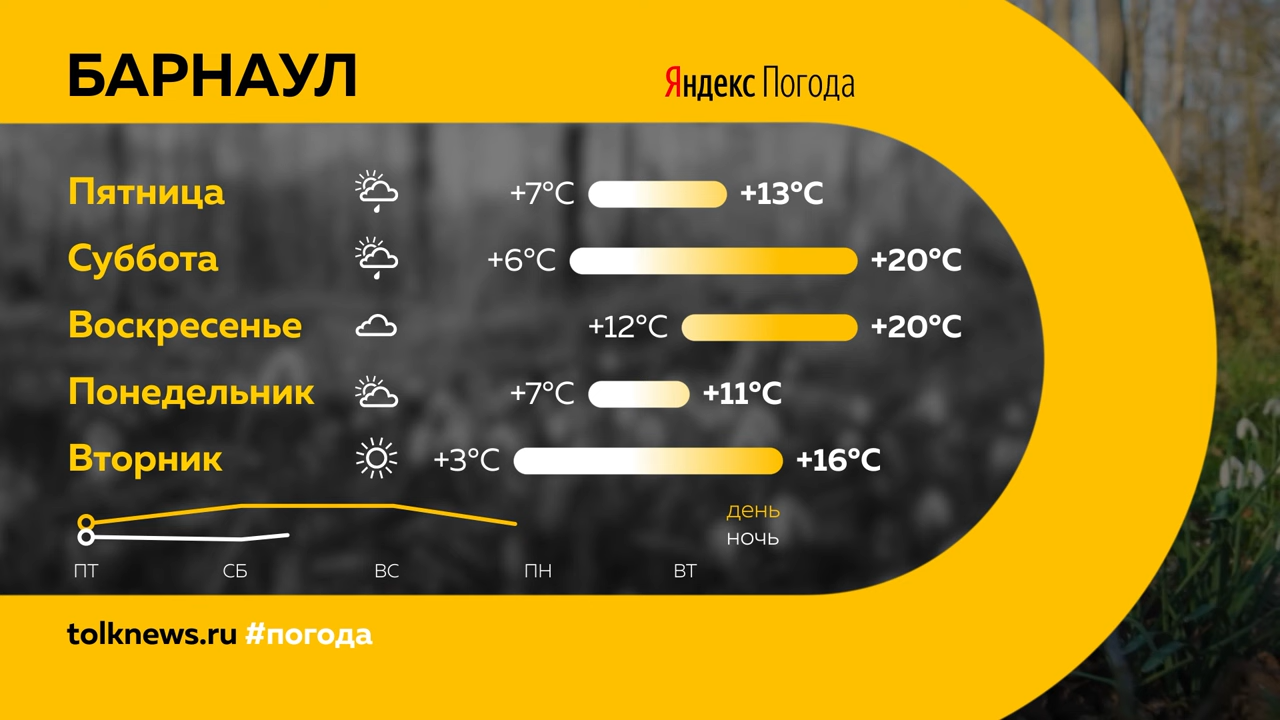 БАРНАУЛ
Яндекс Погода
Пятница +7°C +13°C
Суббота +6°C +20°C
Воскресенье +12°C +20°C
Понедельник +7°C +11°C
Вторник +3°C +16°C
день
ночь
ПТ СБ ВС ПН ВТ
tolknews.ru #погода